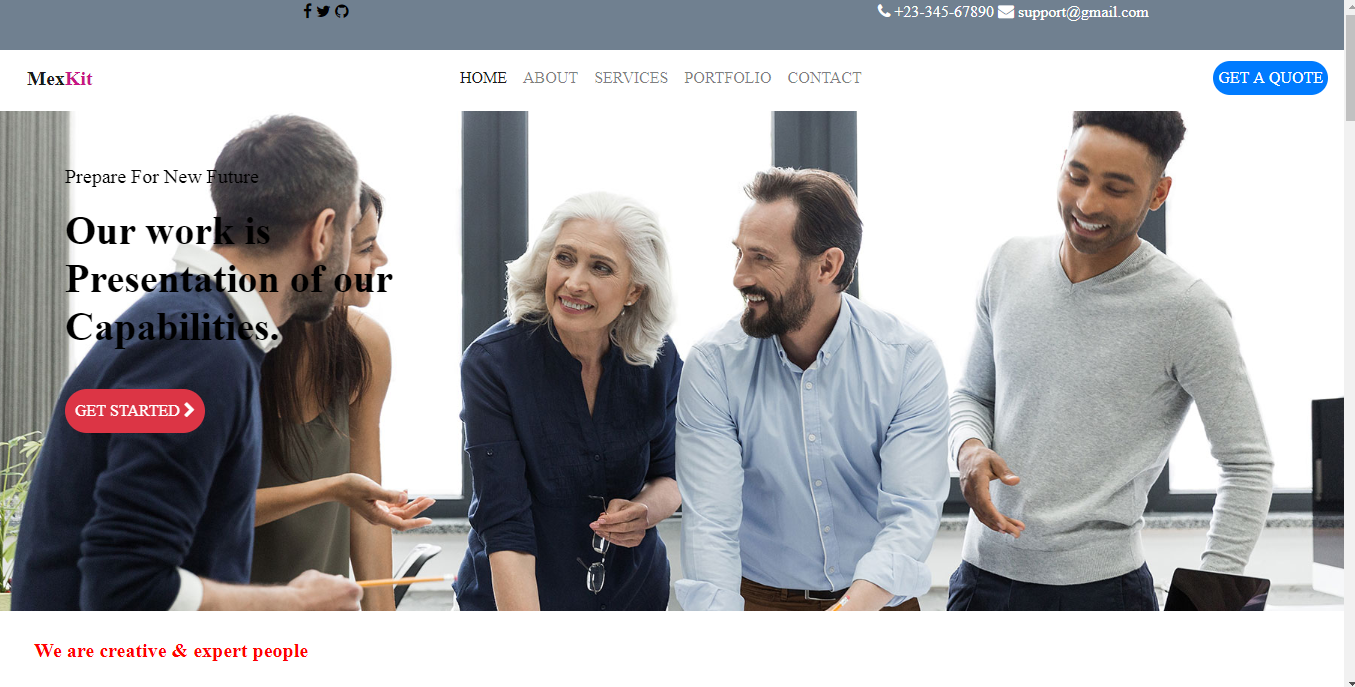 +23-345-67890 support@gmail.com
MexKit HOME ABOUT SERVICES PORTFOLIO CONTACT GET A QUOTE
Prepare For New Future
Our work is
Presentation of our
Capabilities.
GET STARTED
We are creative & expert people